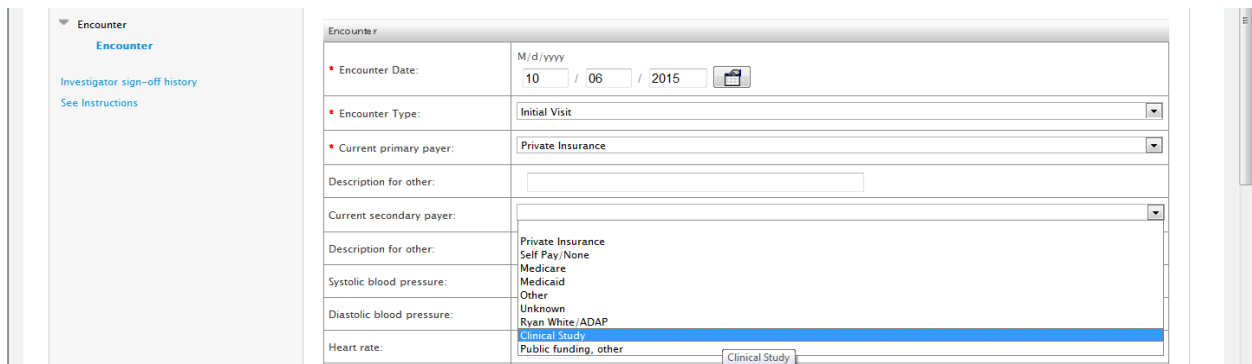 Encounter
Encounter
Investigator sign-off history
See Instructions
Encounter
M/d/yyyy
* Encounter Date:
10 / 06 / 2015
* Encounter Type:
Initial Visit
* Current primary payer:
Private Insurance
Description for other:
Current secondary payer:
Private Insurance
Self Pay/None
Medicare
Medicaid
Other
Unknown
Ryan White/ADAP
Clinical Study
Public funding, other
Clinical Study
Description for other:
Systolic blood pressure:
Diastolic blood pressure:
Heart rate: